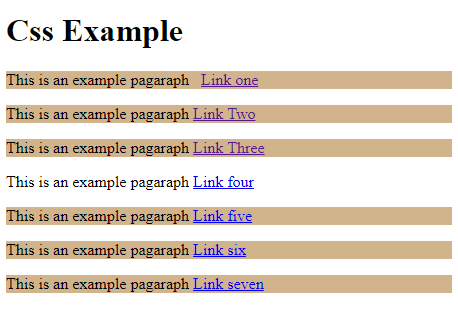 Css Example
This is an example pagaraph   Link one
This is an example pagaraph Link Two
This is an example pagaraph Link Three
This is an example pagaraph Link four
This is an example pagaraph Link five
This is an example pagaraph Link six
This is an example pagaraph Link seven